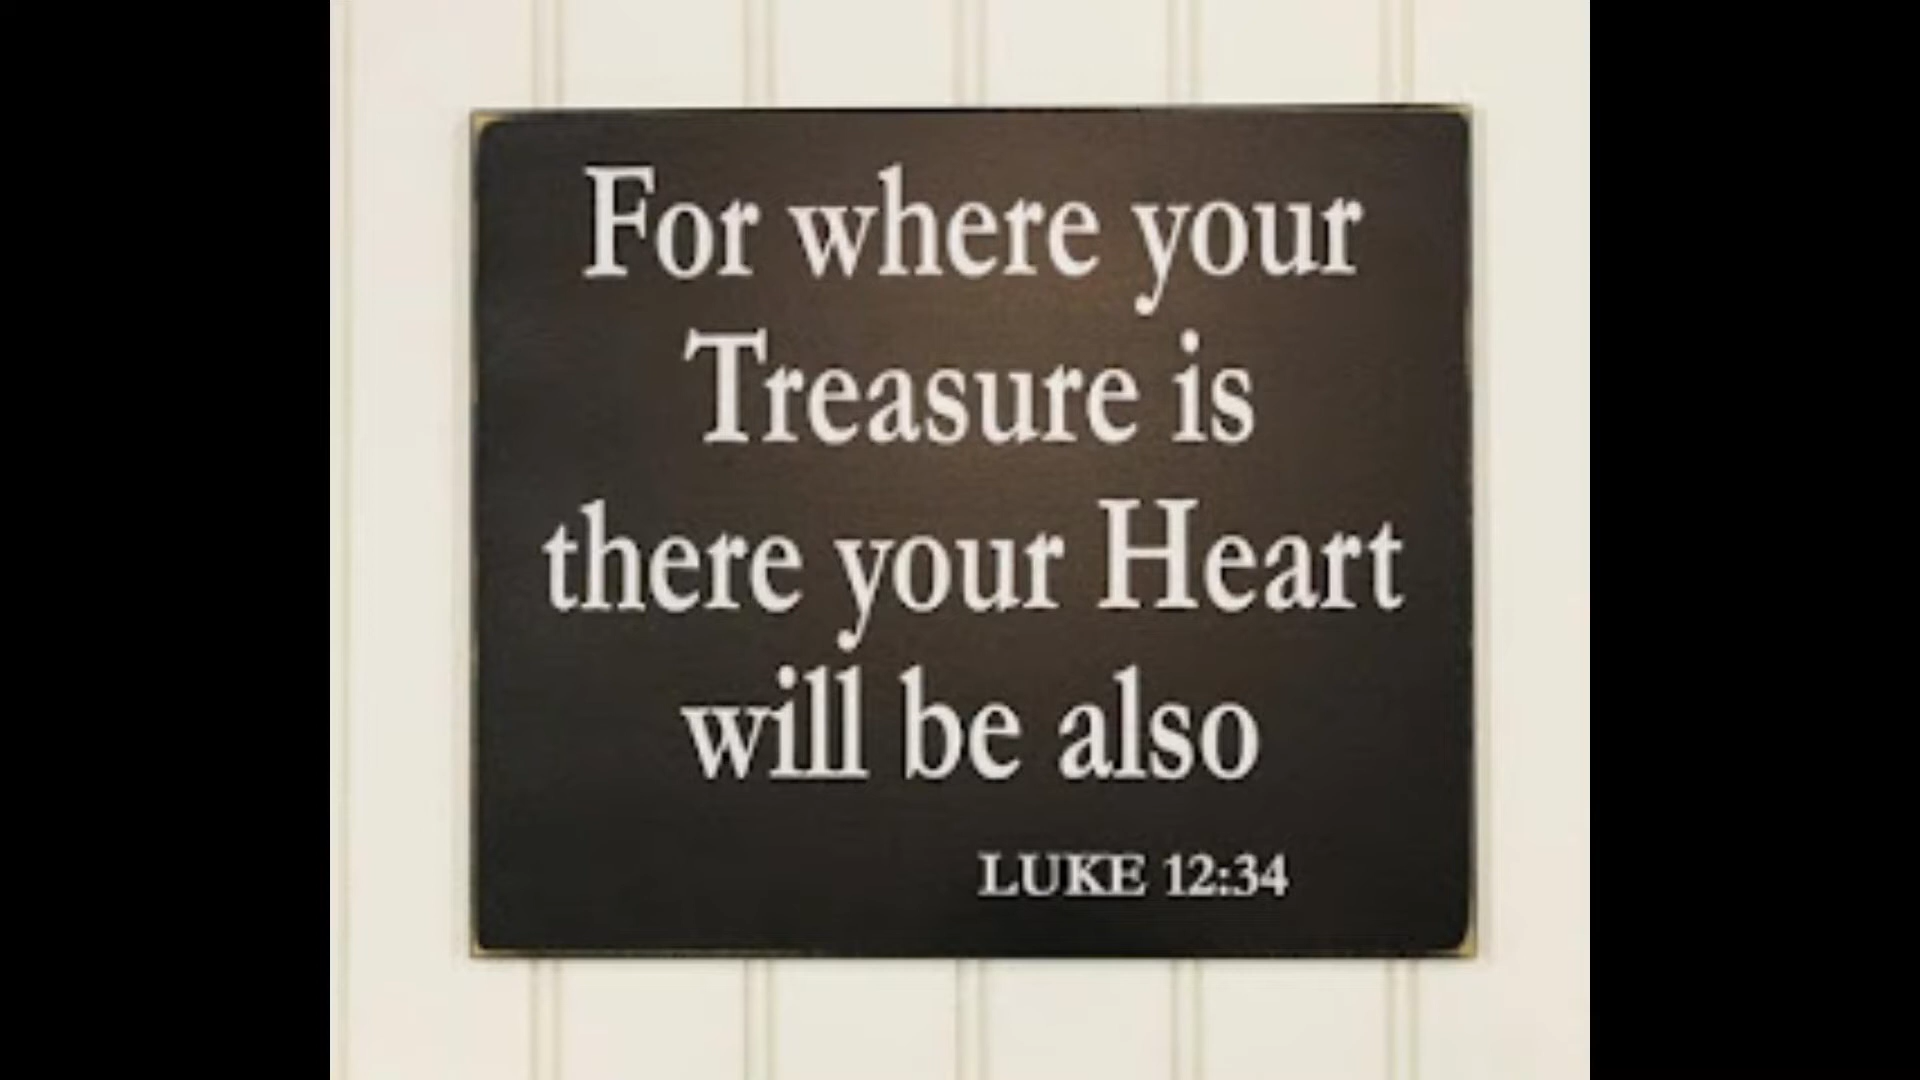 For where your
Treasure is
there your Heart
will be also
LUKE 12:34